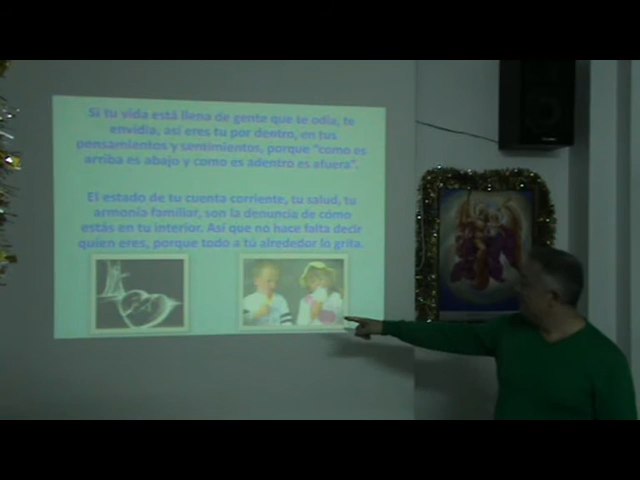 Si tu vida está llena de gente que te odia, te
envidia, así eres tu por dentro, en tus
pensamientos y sentimientos, porque "como es
arriba es abajo y como es adentro es afuera".
El estado de tu cuenta corriente, tu salud, tu
armonía familiar, son la denuncia de cómo
estás en tu interior. Así que no hace falta decir
quien eres, porque todo a tú alrededor lo grita.